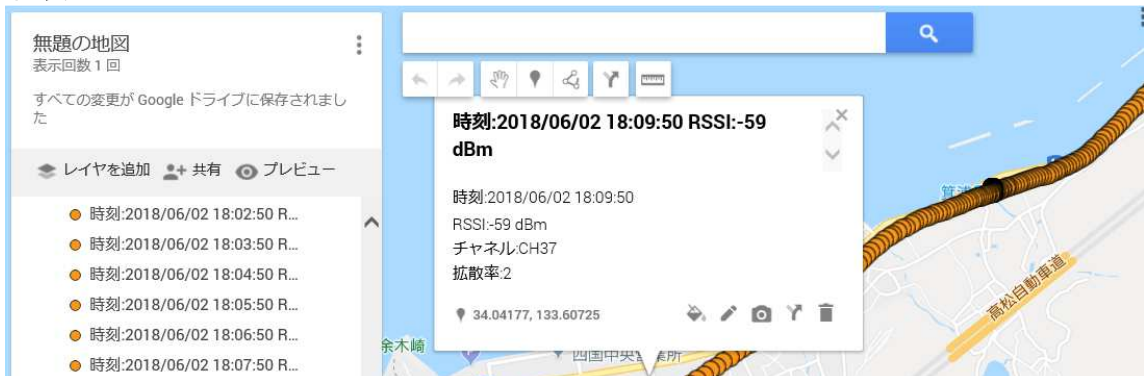 無題の地図
表示回数 1 回
すべての変更が Google ドライブに保存されまし
た
レイヤを追加 共有 プレビュー
時刻:2018/06/02 18:02:50 R...
時刻:2018/06/02 18:03:50 R...
時刻:2018/06/02 18:04:50 R...
時刻:2018/06/02 18:05:50 R...
時刻:2018/06/02 18:06:50 R...
時刻:2018/06/02 18:07:50 R...
時刻:2018/06/02 18:09:50 RSSI:-59
dBm
時刻:2018/06/02 18:09:50
RSSI:-59 dBm
チャネル:CH37
拡散率:2
34.04177, 133.60725
箕浦
高松自動車道
余木崎
四国中央
業所